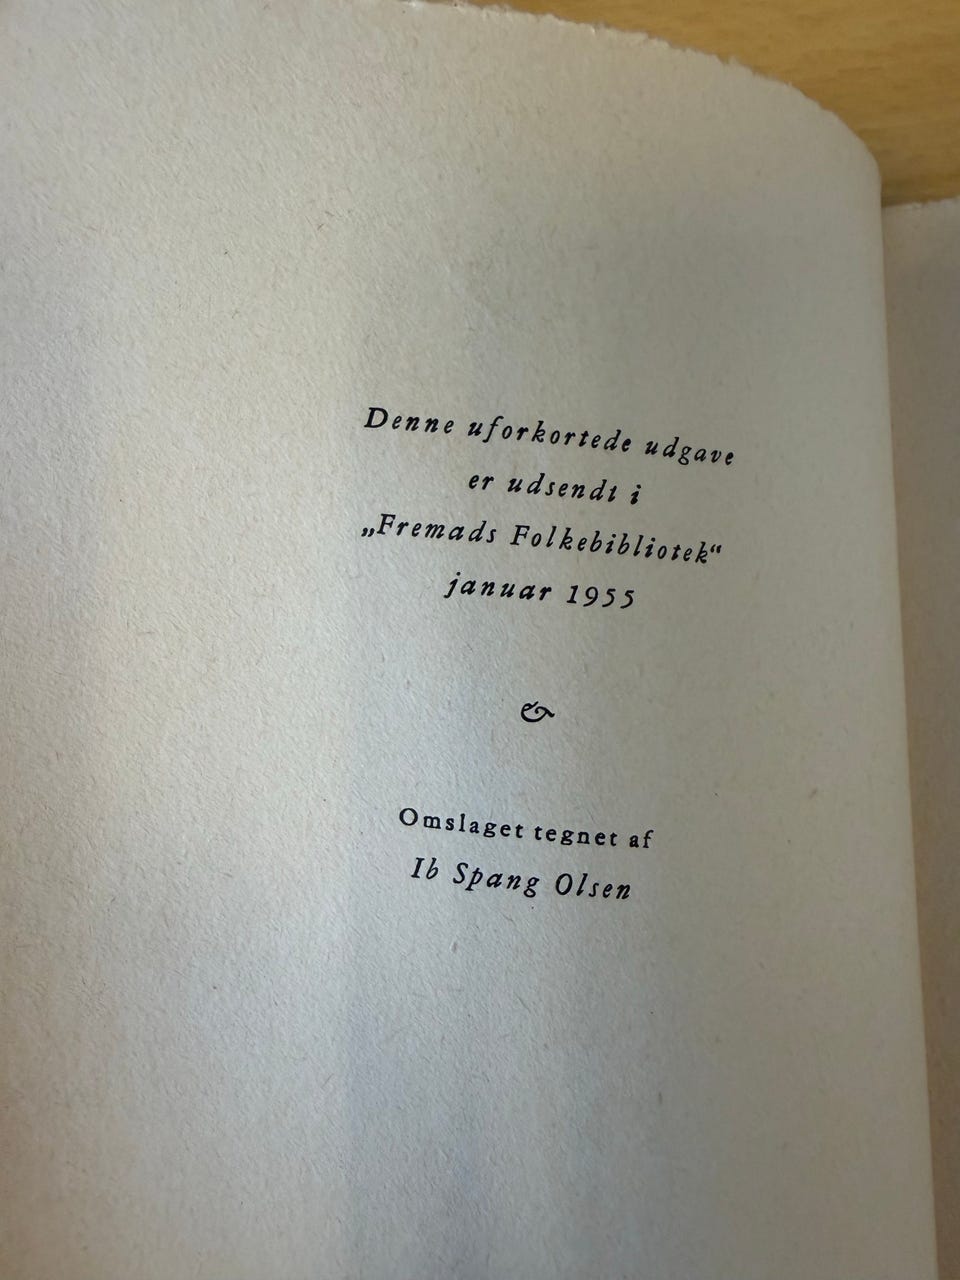 Denne uforkortede udgave
er udsendt i
„Fremads Folkebibliotek“
januar 1955
&
Omslaget tegnet af
Ib Spang Olsen